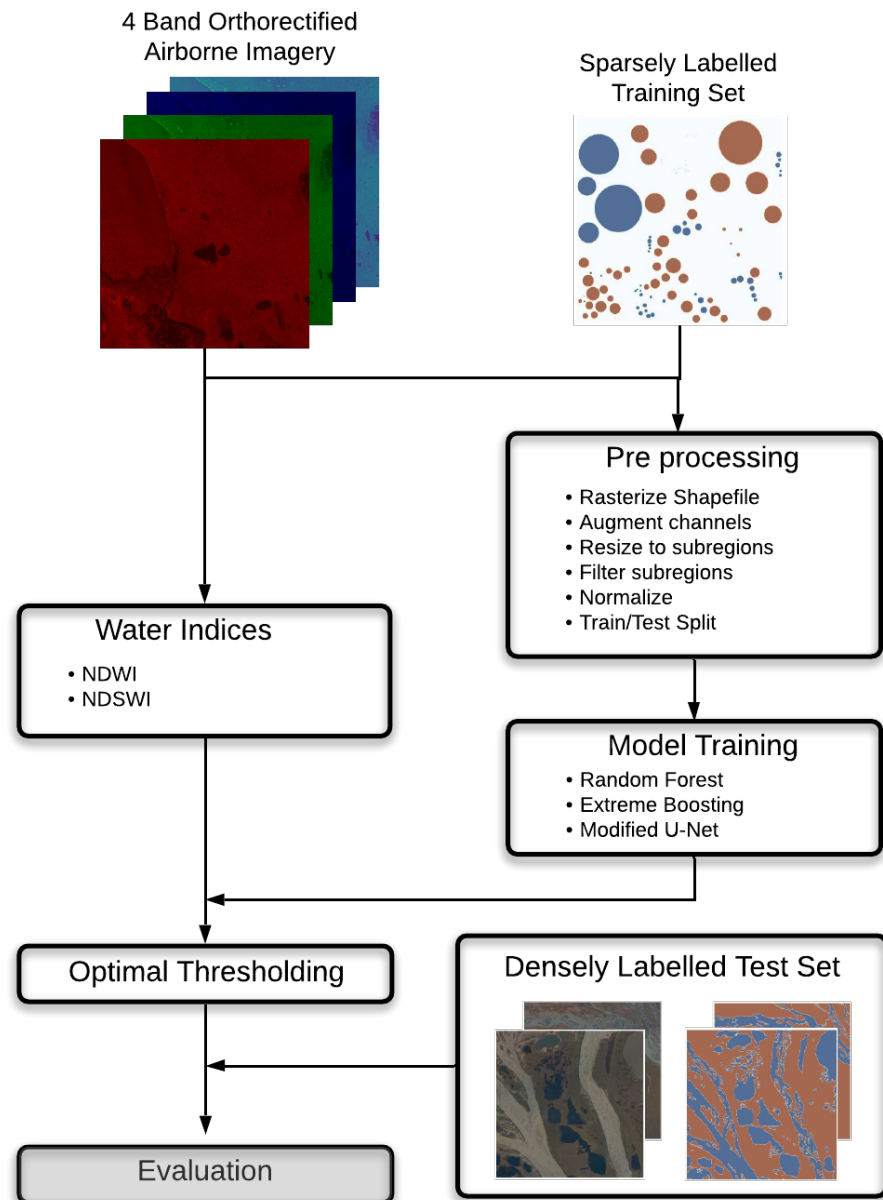 4 Band Orthorectified
Airborne Imagery
Sparsely Labelled
Training Set
Pre processing
• Rasterize Shapefile
• Augment channels
• Resize to subregions
• Filter subregions
• Normalize
• Train/Test Split
Water Indices
• NDWI
• NDSWI
Model Training
• Random Forest
• Extreme Boosting
• Modified U-Net
Optimal Thresholding
Densely Labelled Test Set
Evaluation